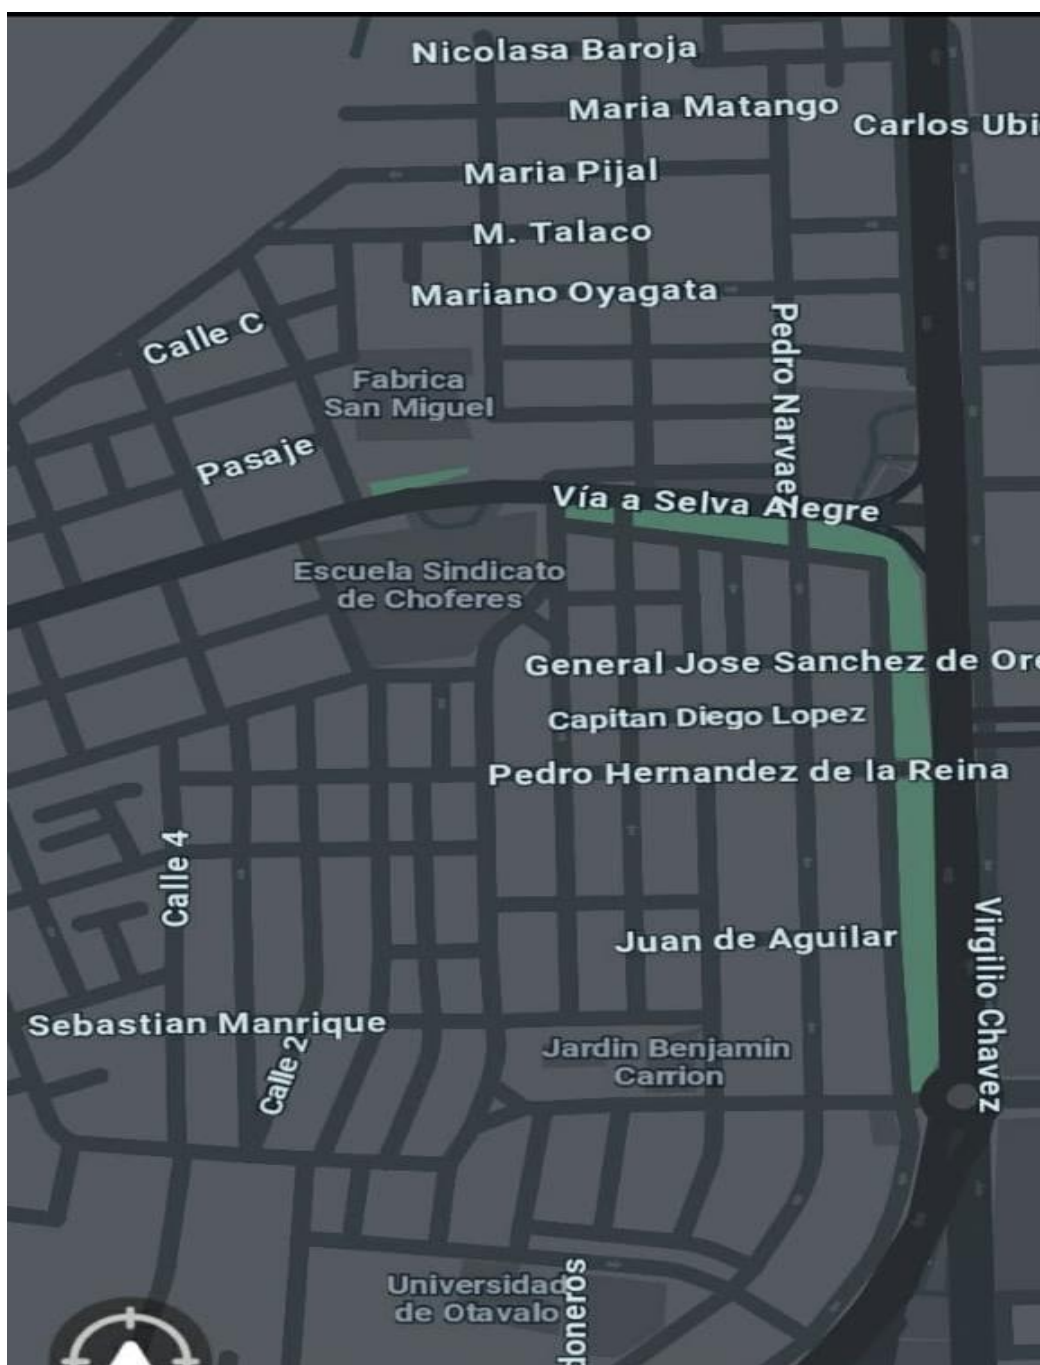 Nicolasa Baroja
Maria Matango
Carlos Ubi
Maria Pijal
M. Talaco
Mariano Oyagata
Calle C
Pedro Narvaez
Fabrica
San Miguel
Pasaje
Vía a Selva Alegre
Escuela Sindicato
de Choferes
General Jose Sanchez de Ore
Capitan Diego Lopez
Pedro Hernandez de la Reina
Calle 4
Juan de Aguilar
Virgilio Chavez
Sebastian Manrique
Calle 2
Jardin Benjamin
Carrion
Universidad
de Otavalo
doneros